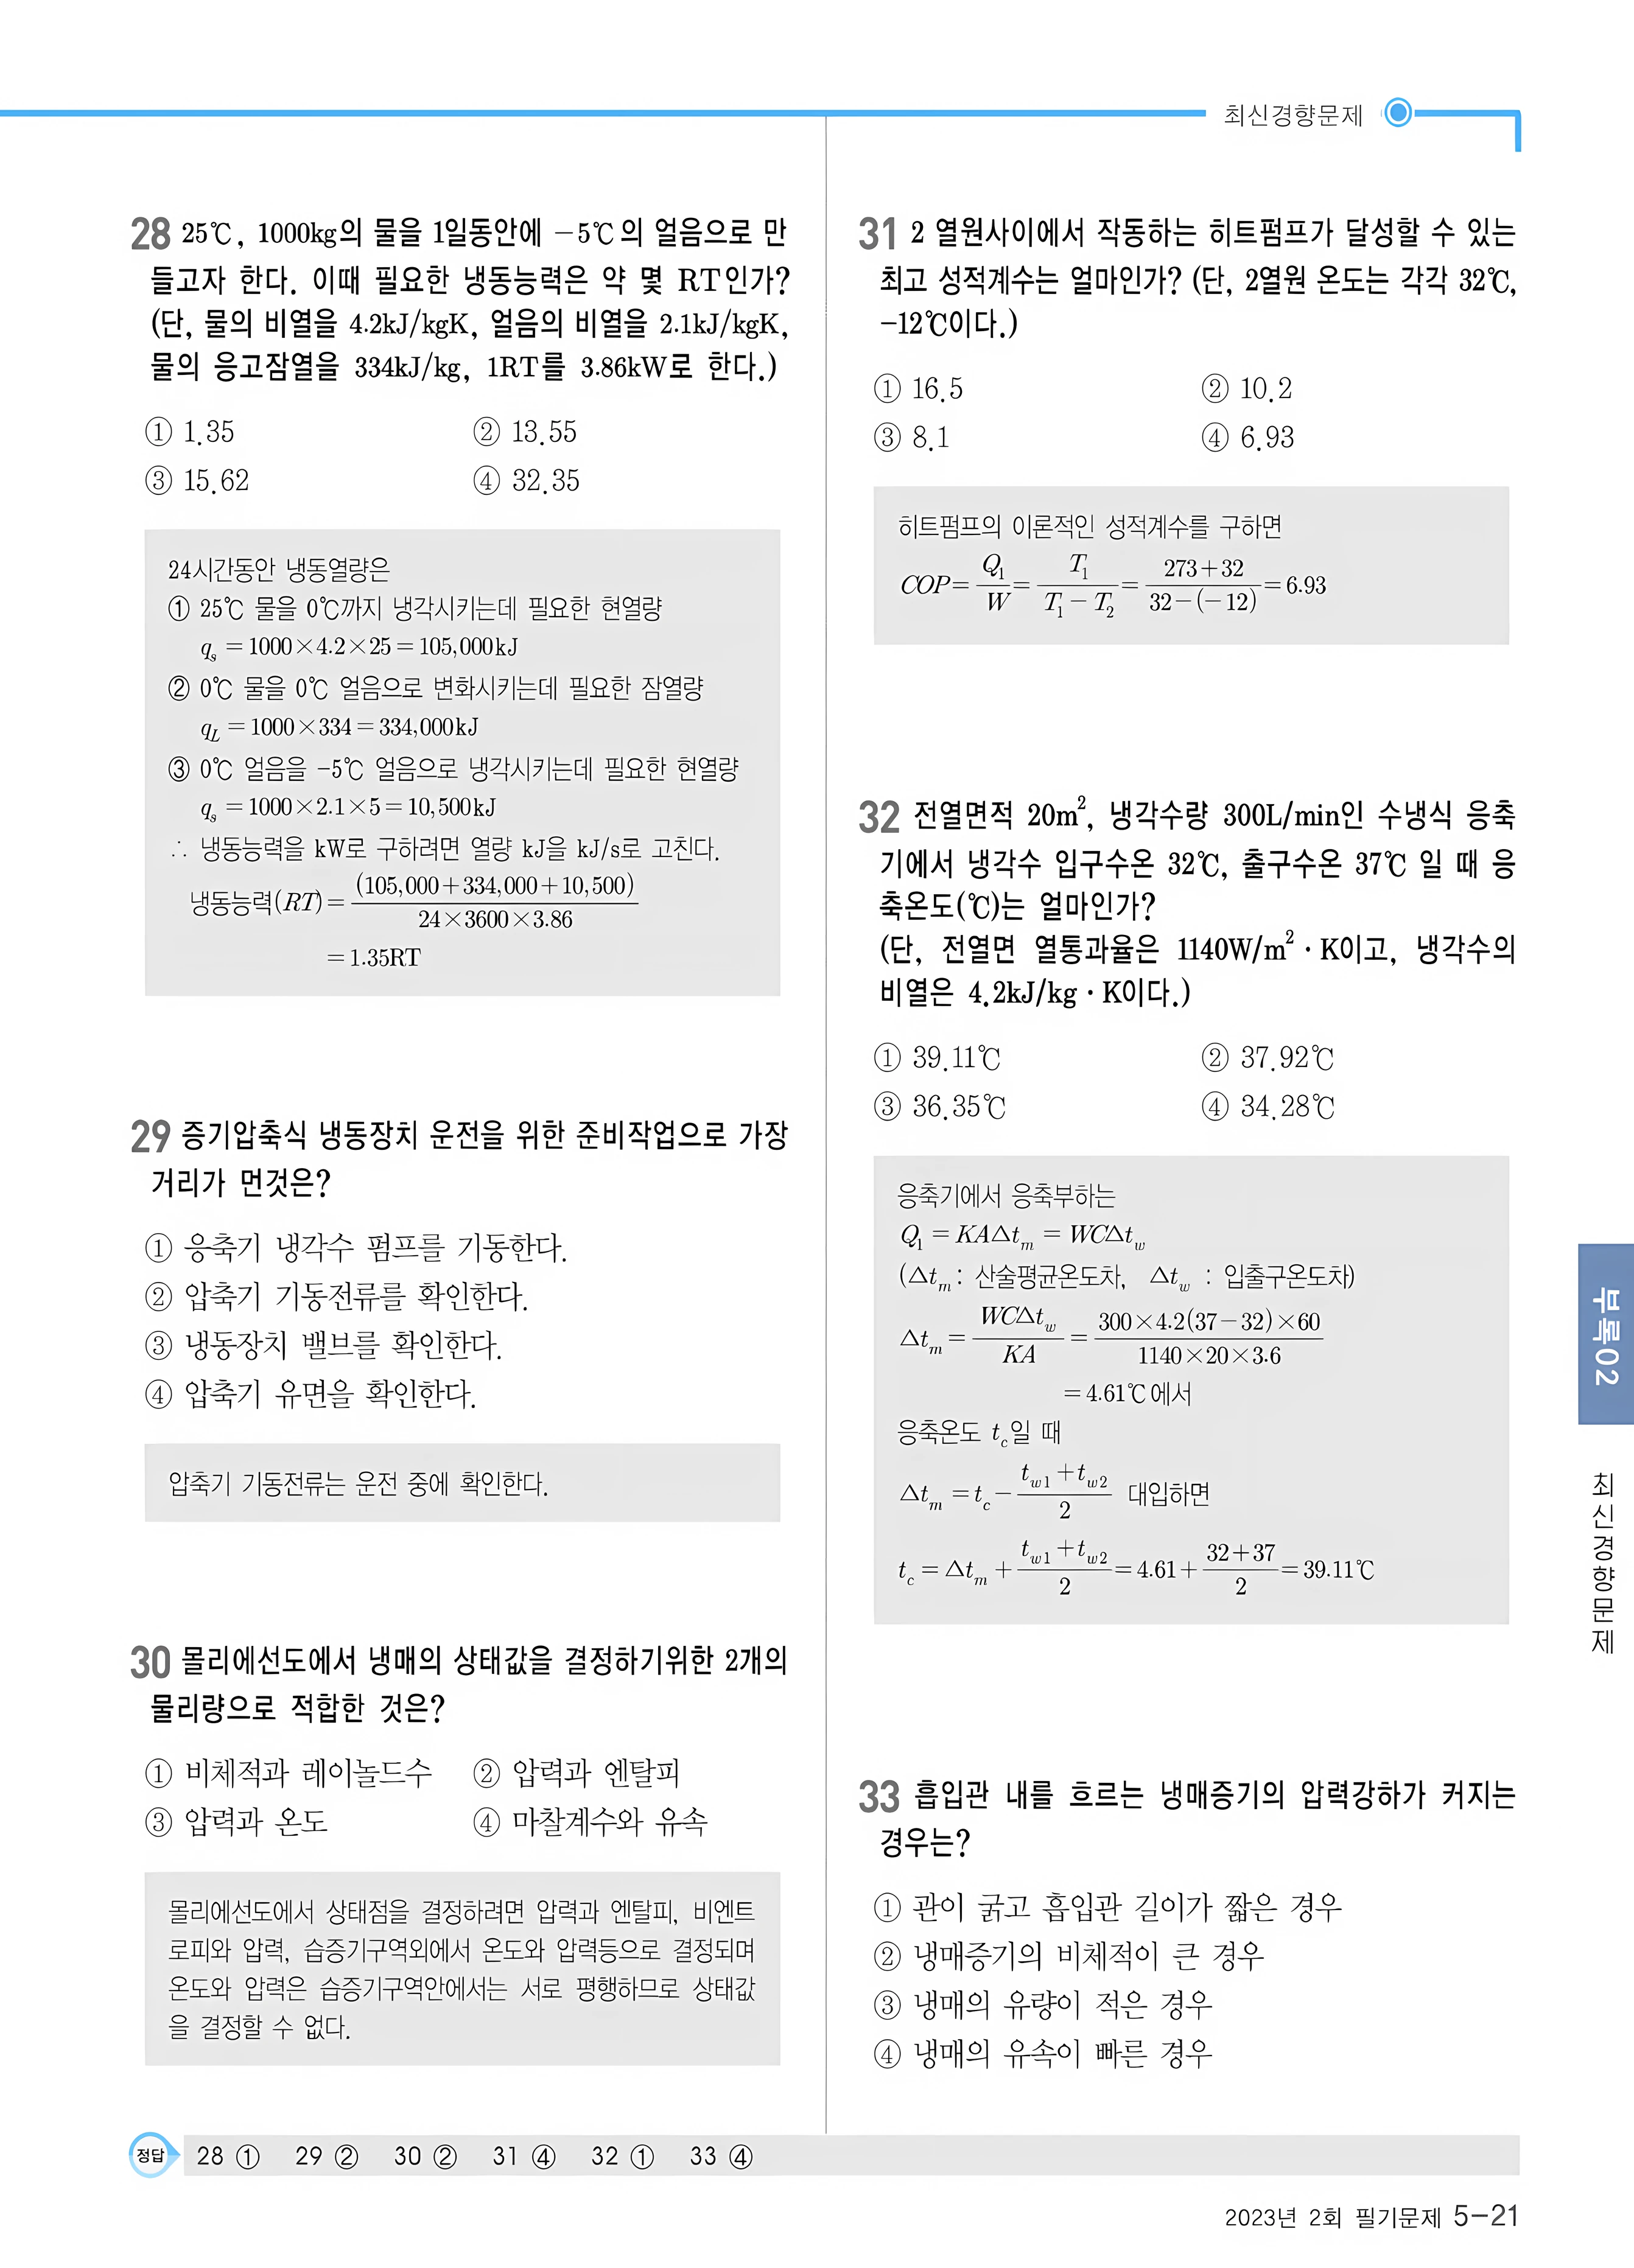 최신경향문제
28 25℃, 1000kg의 물을 1일동안에 −5℃의 얼음으로 만
들고자 한다. 이때 필요한 냉동능력은 약 몇 RT인가?
(단, 물의 비열을 4.2kJ/kgK, 얼음의 비열을 2.1kJ/kgK,
물의 응고잠열을 334kJ/kg, 1RT를 3.86kW로 한다.)
① 1.35 ② 13.55
③ 15.62 ④ 32.35
24시간동안 냉동열량은
① 25℃ 물을 0℃까지 냉각시키는데 필요한 현열량
q_s = 1000×4.2×25 = 105,000kJ
② 0℃ 물을 0℃ 얼음으로 변화시키는데 필요한 잠열량
q_L = 1000×334 = 334,000kJ
③ 0℃ 얼음을 -5℃ 얼음으로 냉각시키는데 필요한 현열량
q_s = 1000×2.1×5 = 10,500kJ
∴ 냉동능력을 kW로 구하려면 열량 kJ을 kJ/s로 고친다.
냉동능력(RT) = (105,000+334,000+10,500) / 24×3600×3.86
= 1.35RT
29 증기압축식 냉동장치 운전을 위한 준비작업으로 가장
거리가 먼것은?
① 응축기 냉각수 펌프를 기동한다.
② 압축기 기동전류를 확인한다.
③ 냉동장치 밸브를 확인한다.
④ 압축기 유면을 확인한다.
압축기 기동전류는 운전 중에 확인한다.
30 몰리에선도에서 냉매의 상태값을 결정하기위한 2개의
물리량으로 적합한 것은?
① 비체적과 레이놀드수 ② 압력과 엔탈피
③ 압력과 온도 ④ 마찰계수와 유속
몰리에선도에서 상태점을 결정하려면 압력과 엔탈피, 비엔트
로피와 압력, 습증기구역외에서 온도와 압력등으로 결정되며
온도와 압력은 습증기구역안에서는 서로 평행하므로 상태값
을 결정할 수 없다.
31 2 열원사이에서 작동하는 히트펌프가 달성할 수 있는
최고 성적계수는 얼마인가? (단, 2열원 온도는 각각 32℃,
-12℃이다.)
① 16.5 ② 10.2
③ 8.1 ④ 6.93
히트펌프의 이론적인 성적계수를 구하면
COP = Q₁/W = T₁/(T₁−T₂) = (273+32)/(32−(−12)) = 6.93
32 전열면적 20m², 냉각수량 300L/min인 수냉식 응축
기에서 냉각수 입구수온 32℃, 출구수온 37℃ 일 때 응
축온도(℃)는 얼마인가?
(단, 전열면 열통과율은 1140W/m²·K이고, 냉각수의
비열은 4.2kJ/kg·K이다.)
① 39.11℃ ② 37.92℃
③ 36.35℃ ④ 34.28℃
응축기에서 응축부하는
Q₁ = KAΔt_m = WCΔt_w
(Δt_m : 산술평균온도차, Δt_w : 입출구온도차)
Δt_m = WCΔt_w / KA = 300×4.2(37−32)×60 / 1140×20×3.6
= 4.61℃에서
응축온도 t_c일 때
Δt_m = t_c − (t_w1 + t_w2)/2 대입하면
t_c = Δt_m + (t_w1 + t_w2)/2 = 4.61 + (32+37)/2 = 39.11℃
33 흡입관 내를 흐르는 냉매증기의 압력강하가 커지는
경우는?
① 관이 굵고 흡입관 길이가 짧은 경우
② 냉매증기의 비체적이 큰 경우
③ 냉매의 유량이 적은 경우
④ 냉매의 유속이 빠른 경우
부록02
최신경향문제
정답 28 ① 29 ② 30 ② 31 ④ 32 ① 33 ④
2023년 2회 필기문제 5-21